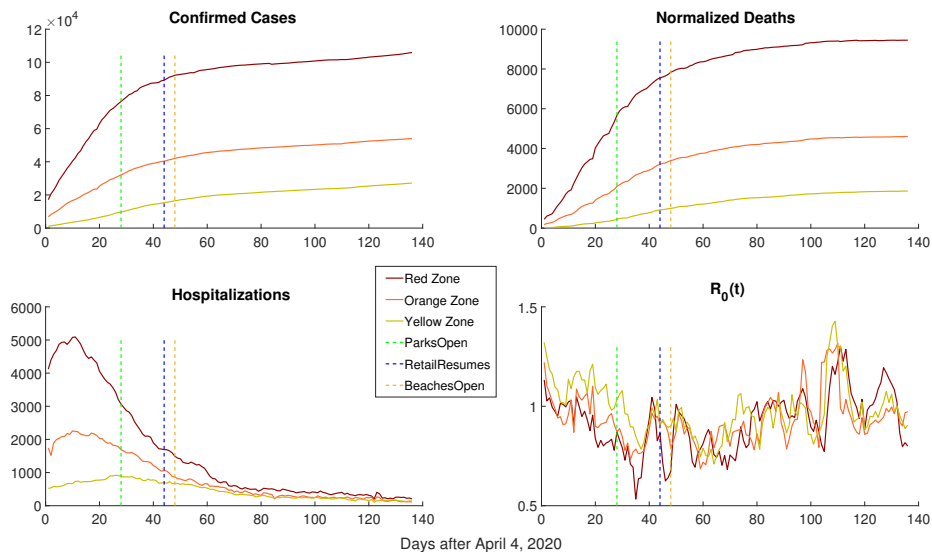 Confirmed Cases
×10^4
12
10
8
6
4
2
0
0 20 40 60 80 100 120 140
Normalized Deaths
10000
8000
6000
4000
2000
0
0 20 40 60 80 100 120 140
Hospitalizations
6000
5000
4000
3000
2000
1000
0
0 20 40 60 80 100 120 140
Red Zone
Orange Zone
Yellow Zone
ParksOpen
RetailResumes
BeachesOpen
R_0(t)
1.5
1
0.5
0 20 40 60 80 100 120 140
Days after April 4, 2020